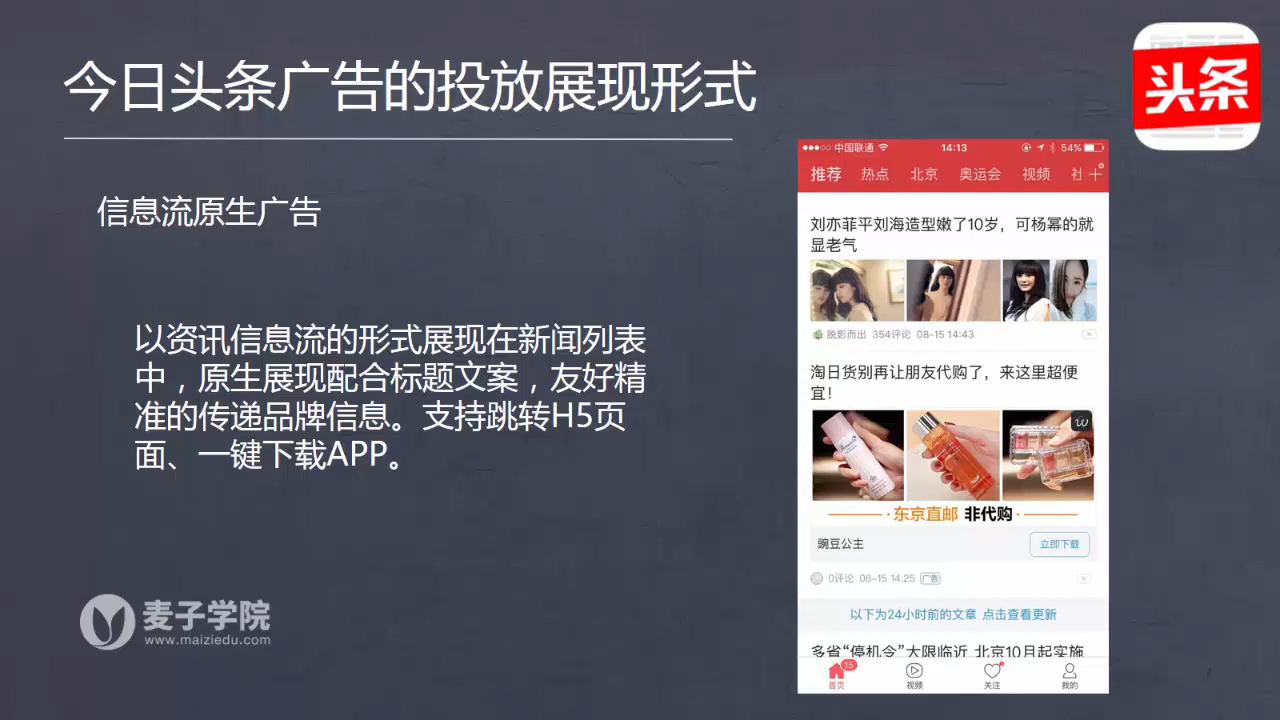 今日头条广告的投放展现形式
头条
信息流原生广告
以资讯信息流的形式展现在新闻列表
中，原生展现配合标题文案，友好精
准的传递品牌信息。支持跳转H5页
面、一键下载APP。
麦子学院
www.maiziedu.com
中国联通 14:13 54%
推荐 热点 北京 奥运会 视频 社
刘亦菲平刘海造型嫩了10岁，可杨幂的就
显老气
脱影而出 354评论 08-15 14:43
淘日货别再让朋友代购了，来这里超便
宜！
·东京直邮 非代购·
豌豆公主 立即下载
0评论 08-15 14:25 广告
以下为24小时前的文章 点击查看更新
多省“停机令”大限临近 北京10月起实施
15
首页 视频 关注 我的